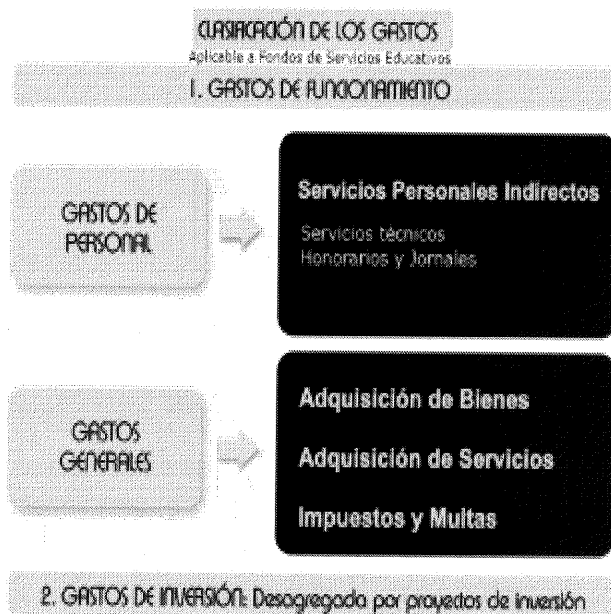 CLASIFICACIÓN DE LOS GASTOS
Aplicable a Fondos de Servicios Educativos
1. GASTOS DE FUNCIONAMIENTO
GASTOS DE
PERSONAL
Servicios Personales Indirectos
Servicios técnicos
Honorarios y Jornales
GASTOS
GENERALES
Adquisición de Bienes
Adquisición de Servicios
Impuestos y Multas
2. GASTOS DE INVERSIÓN: Desagregada por proyectos de inversión